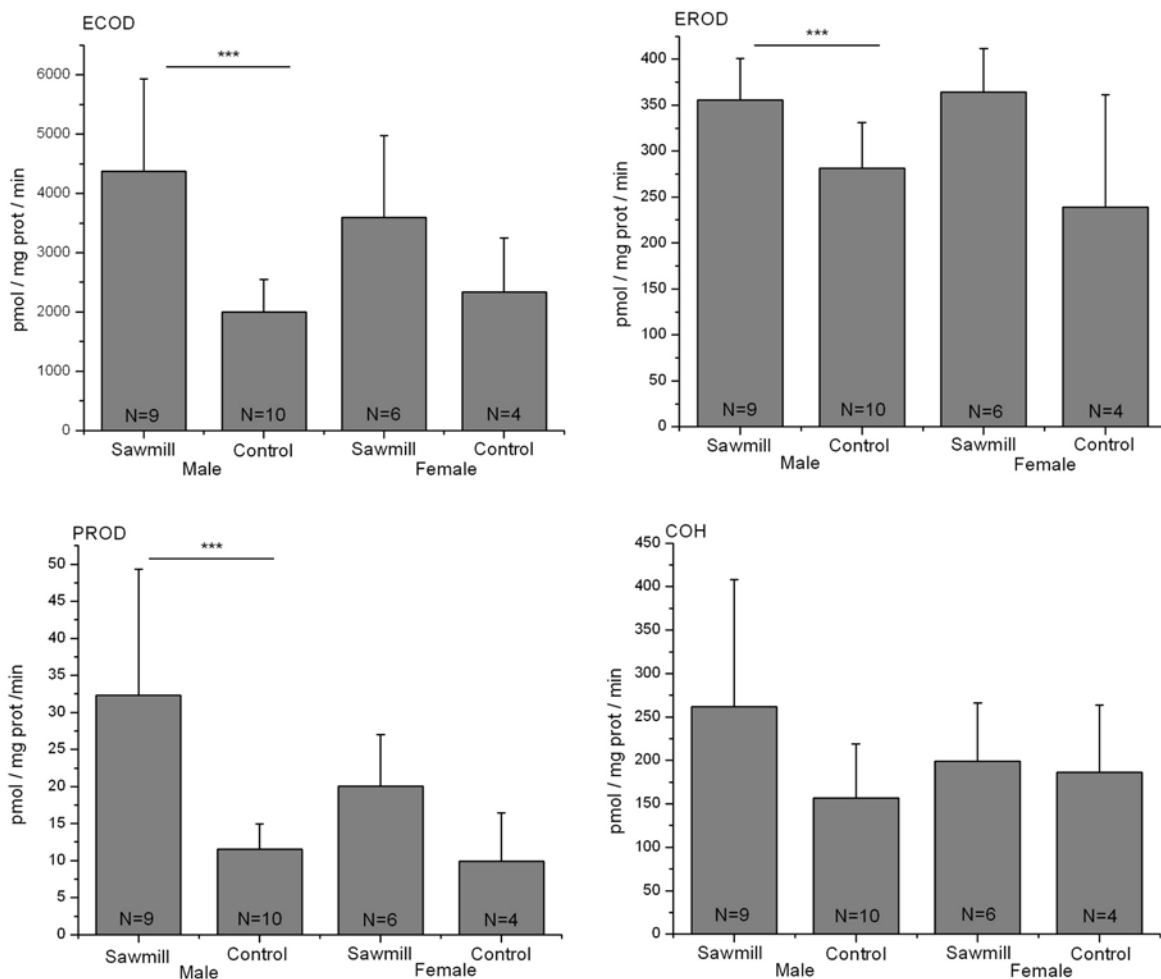 ECOD
***
6000
5000
4000
3000
2000
1000
0
pmol / mg prot / min
N=9 N=10 N=6 N=4
Sawmill Control Sawmill Control
Male Female
EROD
***
400
350
300
250
200
150
100
50
0
pmol / mg prot / min
N=9 N=10 N=6 N=4
Sawmill Control Sawmill Control
Male Female
PROD
***
50
45
40
35
30
25
20
15
10
5
0
pmol / mg prot /min
N=9 N=10 N=6 N=4
Sawmill Control Sawmill Control
Male Female
COH
450
400
350
300
250
200
150
100
50
0
pmol / mg prot / min
N=9 N=10 N=6 N=4
Sawmill Control Sawmill Control
Male Female